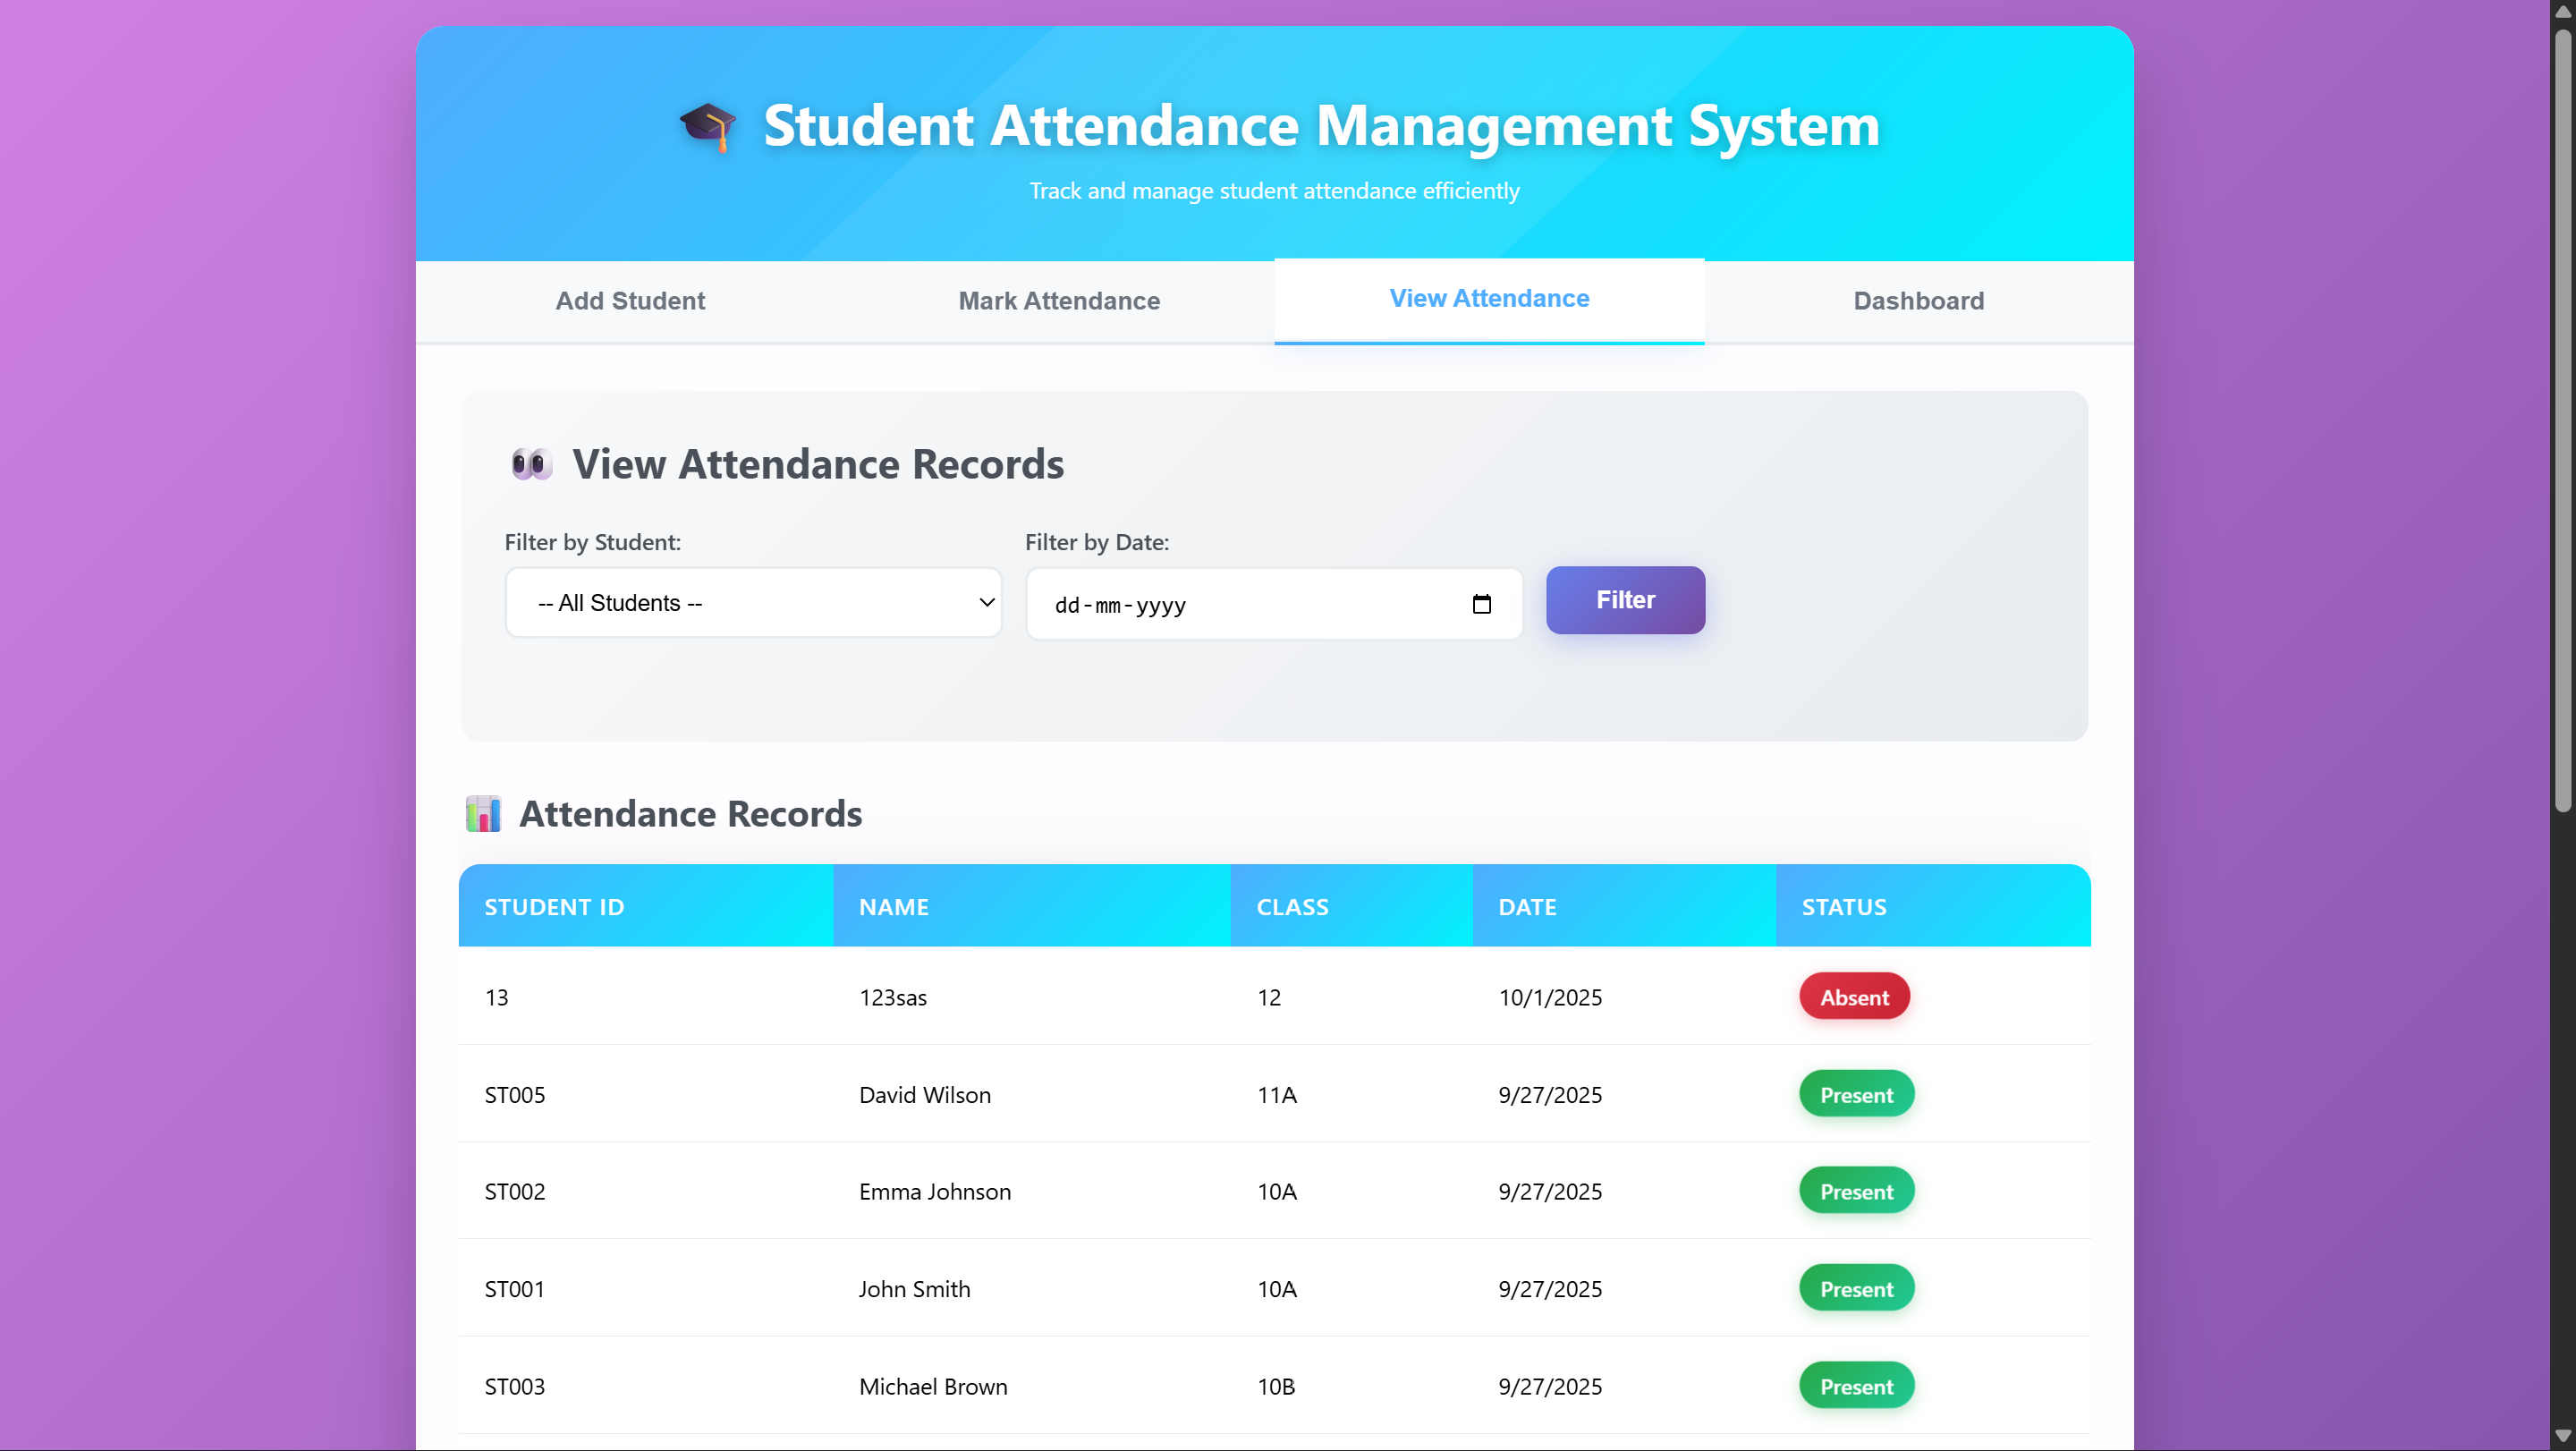 Student Attendance Management System
Track and manage student attendance efficiently
Add Student Mark Attendance View Attendance Dashboard
View Attendance Records
Filter by Student: Filter by Date:
-- All Students -- dd-mm-yyyy Filter
Attendance Records
STUDENT ID NAME CLASS DATE STATUS
13 123sas 12 10/1/2025 Absent
ST005 David Wilson 11A 9/27/2025 Present
ST002 Emma Johnson 10A 9/27/2025 Present
ST001 John Smith 10A 9/27/2025 Present
ST003 Michael Brown 10B 9/27/2025 Present